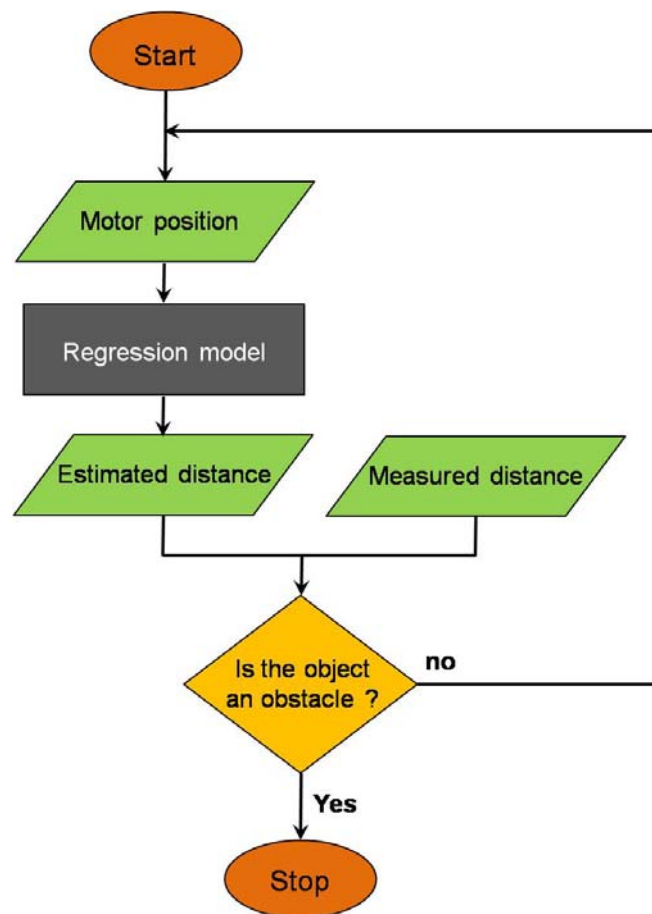 Start
Motor position
Regression model
Estimated distance
Measured distance
Is the object
an obstacle ?
no
Yes
Stop